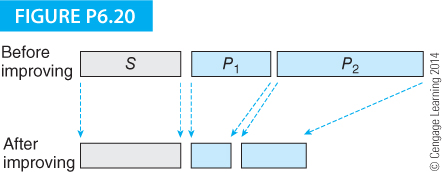 FIGURE P6.20
Before
improving
S
P1
P2
After
improving
© Cengage Learning 2014